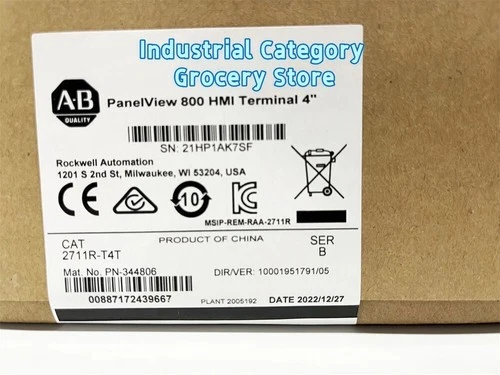 Industrial Category
Grocery Store
A-B
QUALITY
PanelView 800 HMI Terminal 4"
SN: 21HP1AK7SF
Rockwell Automation
1201 S 2nd St, Milwaukee, WI 53204, USA
CE 10
MSIP-REM-RAA-2711R
CAT PRODUCT OF CHINA SER
2711R-T4T B
Mat. No. PN-344806 DIR/VER: 10001951791/05
00887172439667 PLANT 2005192 DATE 2022/12/27